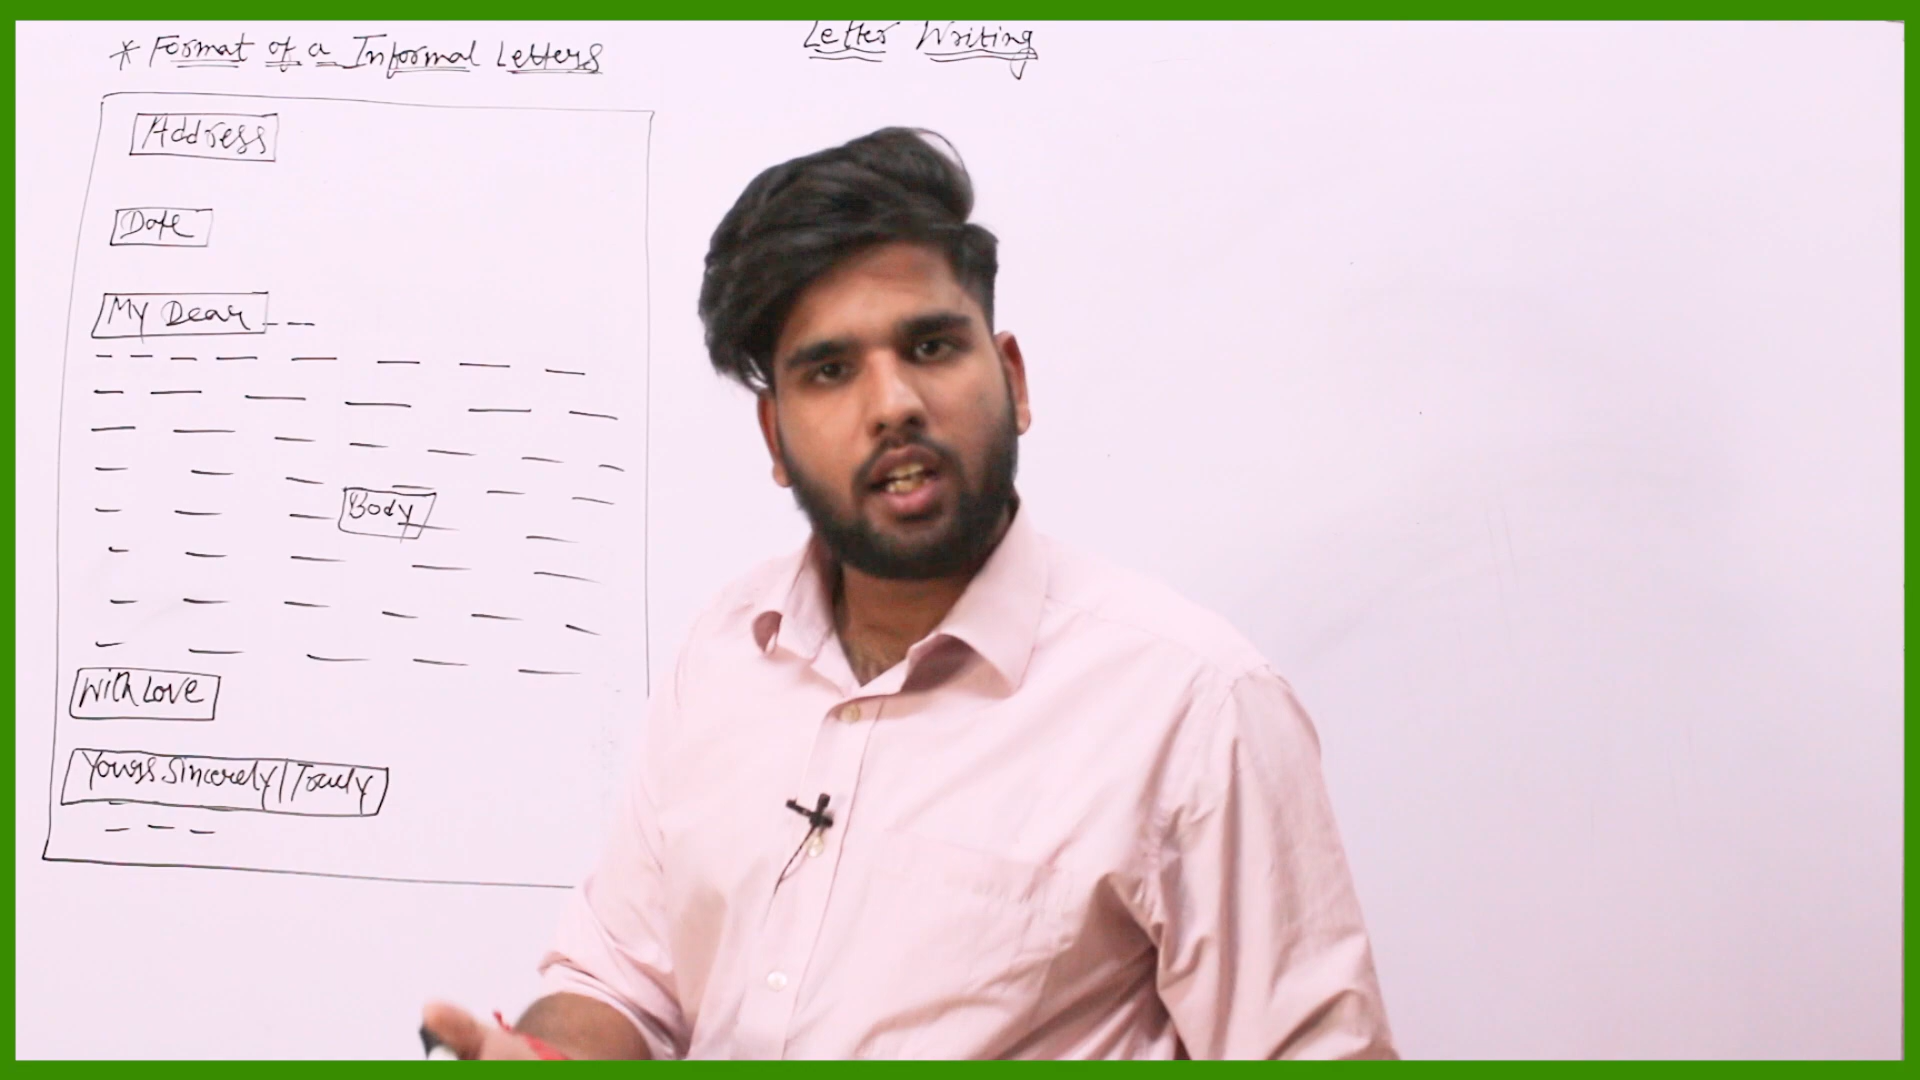 * Format of a Informal Letters
Letter Writing
Address
Date
My Dear
Body
With Love
Yours Sincerely/Truly